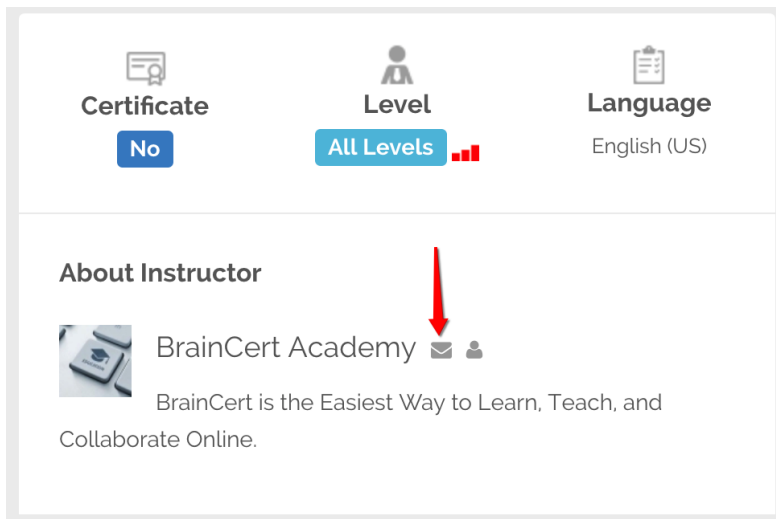 Certificate
Level
Language
No
All Levels
English (US)
About Instructor
BrainCert Academy
BrainCert is the Easiest Way to Learn, Teach, and
Collaborate Online.